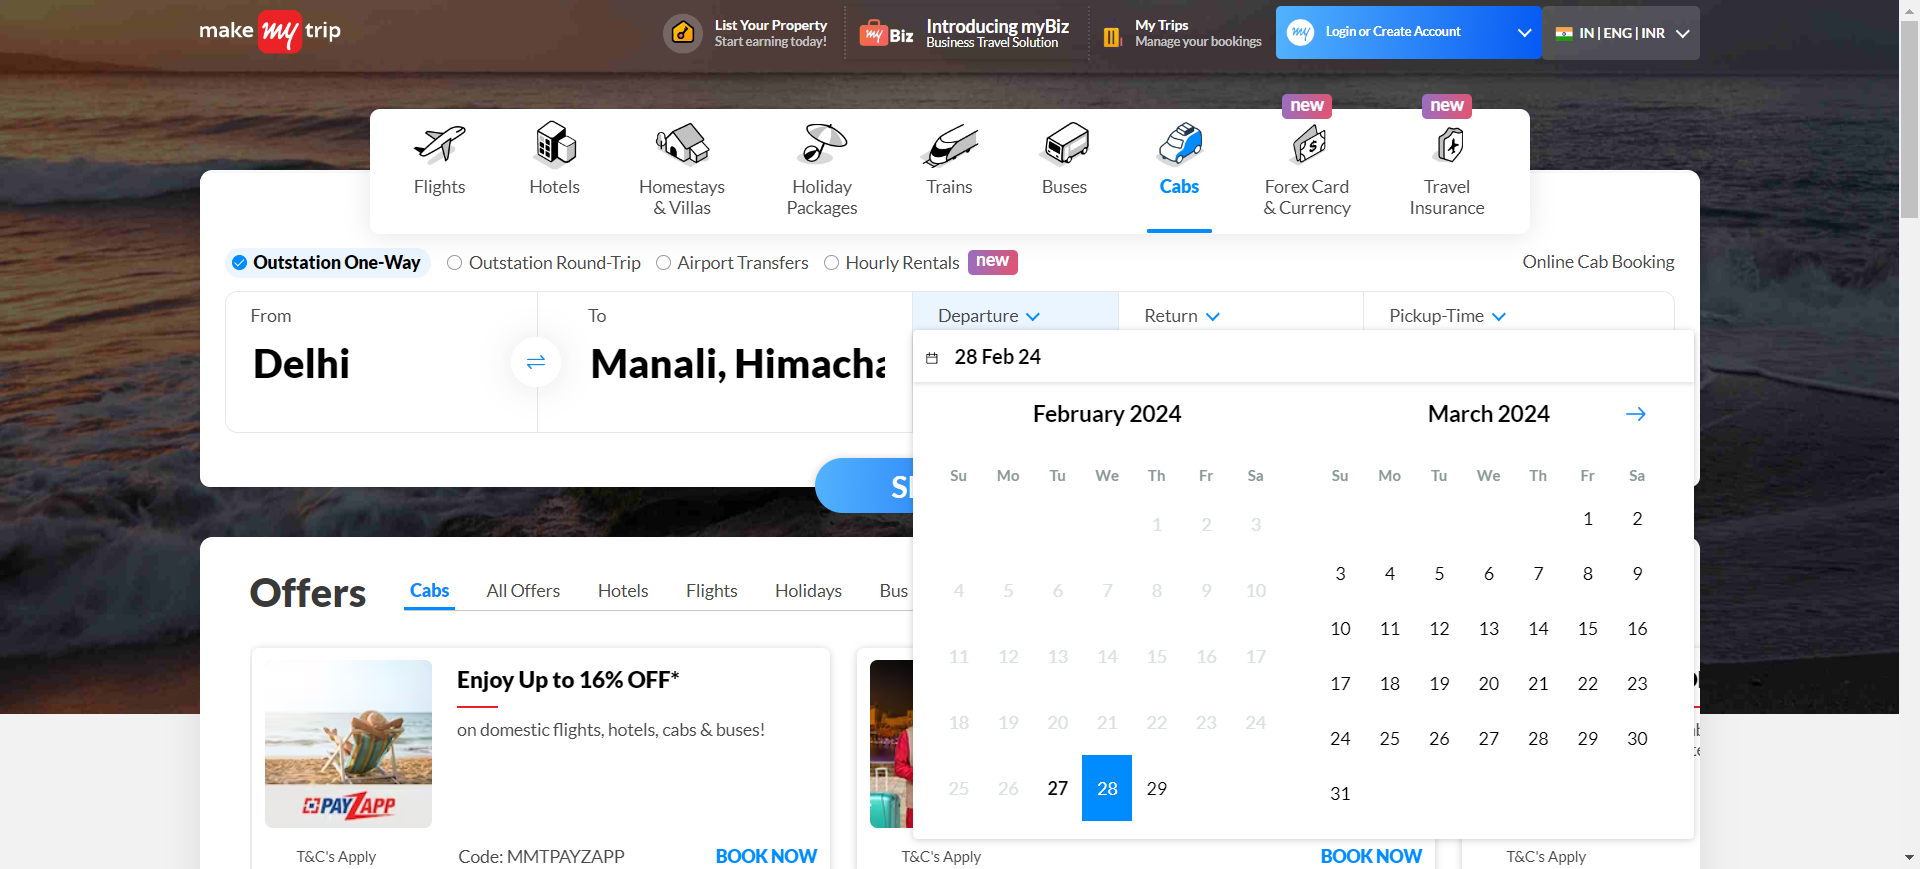 make my trip
List Your Property
Start earning today!
my Biz
Introducing myBiz
Business Travel Solution
My Trips
Manage your bookings
my
Login or Create Account
IN | ENG | INR
new
new
Flights
Hotels
Homestays
& Villas
Holiday
Packages
Trains
Buses
Cabs
Forex Card
& Currency
Travel
Insurance
Outstation One-Way
Outstation Round-Trip
Airport Transfers
Hourly Rentals
new
Online Cab Booking
From
To
Departure
Return
Pickup-Time
Delhi
Manali, Himacha
28 Feb 24
February 2024
March 2024
Su Mo Tu We Th Fr Sa
1 2 3
4 5 6 7 8 9 10
11 12 13 14 15 16 17
18 19 20 21 22 23 24
25 26 27 28 29
Su Mo Tu We Th Fr Sa
1 2
3 4 5 6 7 8 9
10 11 12 13 14 15 16
17 18 19 20 21 22 23
24 25 26 27 28 29 30
31
Offers
Cabs
All Offers
Hotels
Flights
Holidays
Bus
Enjoy Up to 16% OFF*
on domestic flights, hotels, cabs & buses!
PAYZAPP
T&C's Apply
Code: MMTPAYZAPP
BOOK NOW
T&C's Apply
BOOK NOW
T&C's Apply